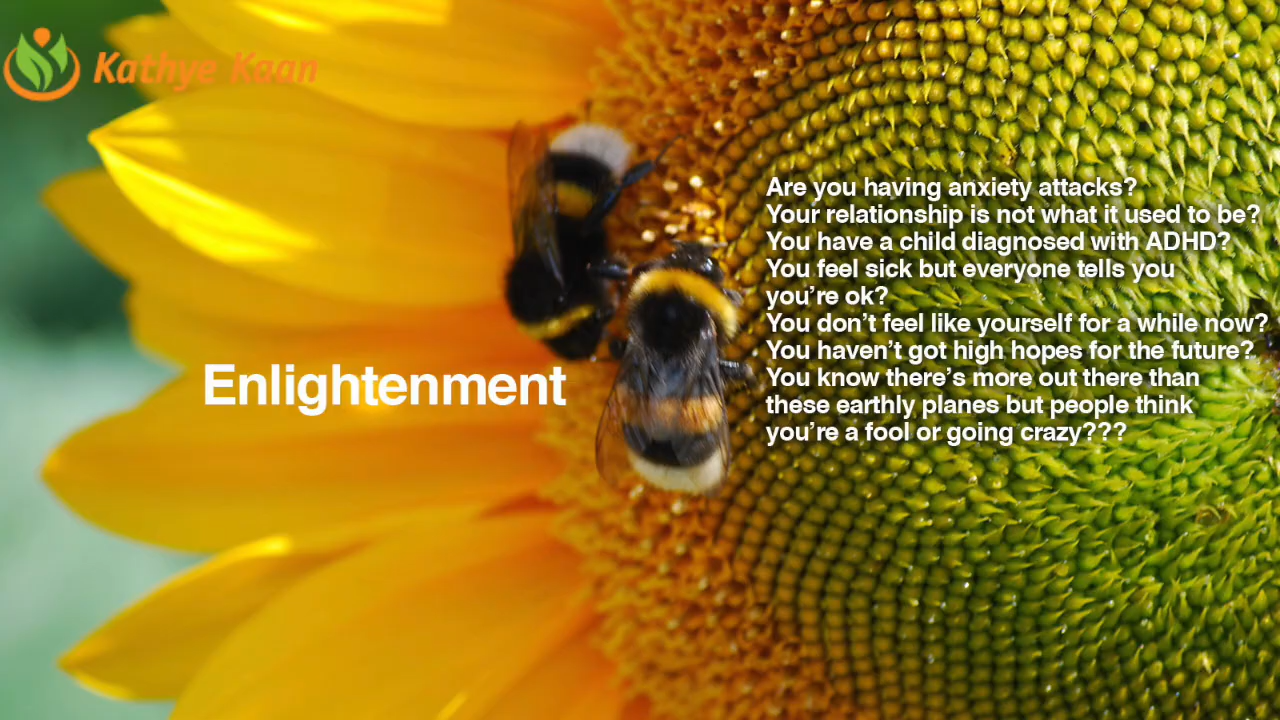 Kathye Kaan
Enlightenment
Are you having anxiety attacks?
Your relationship is not what it used to be?
You have a child diagnosed with ADHD?
You feel sick but everyone tells you
you’re ok?
You don’t feel like yourself for a while now?
You haven’t got high hopes for the future?
You know there’s more out there than
these earthly planes but people think
you’re a fool or going crazy???